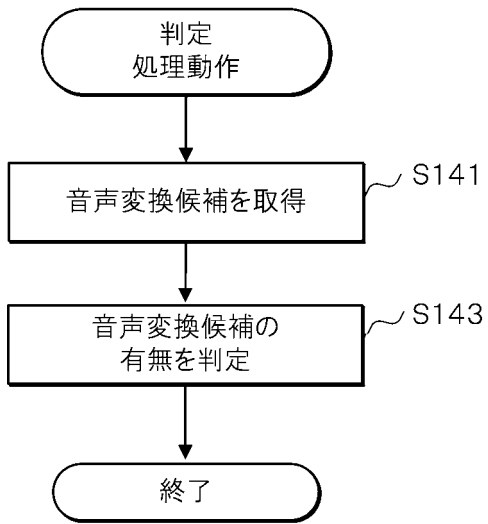 判定
処理動作
音声変換候補を取得
S141
音声変換候補の
有無を判定
S143
終了